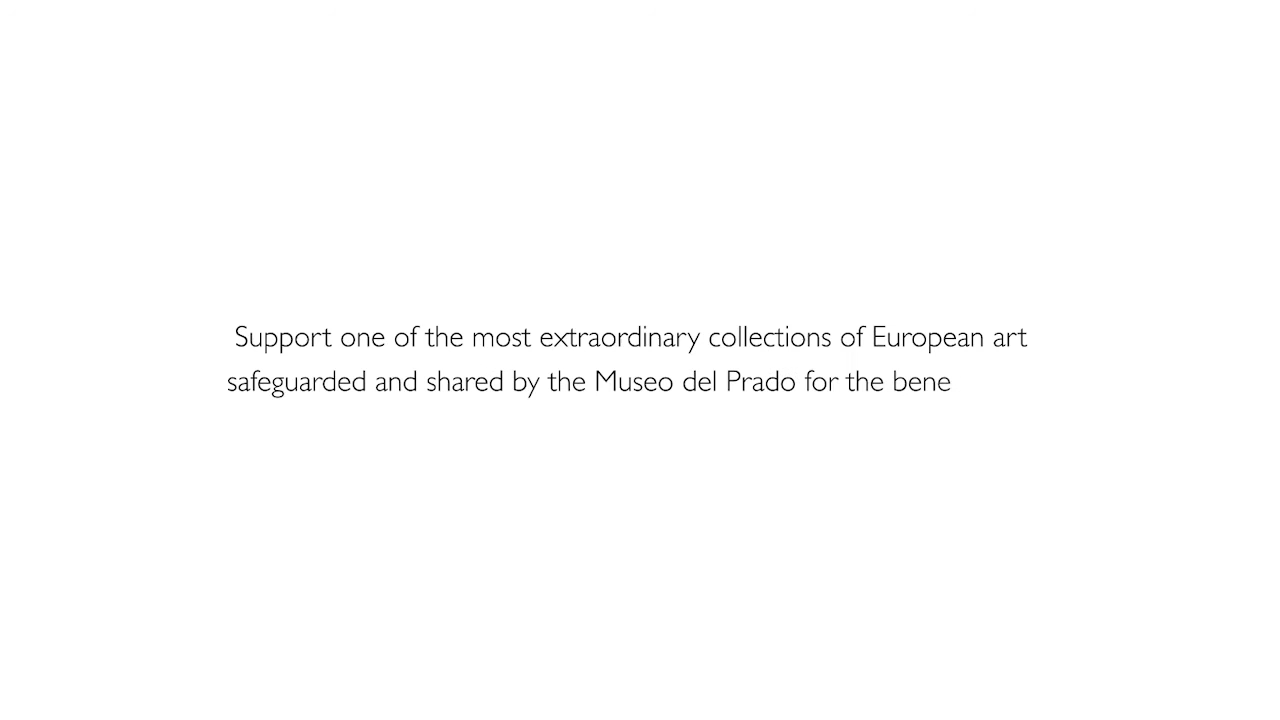 Support one of the most extraordinary collections of European art
safeguarded and shared by the Museo del Prado for the bene